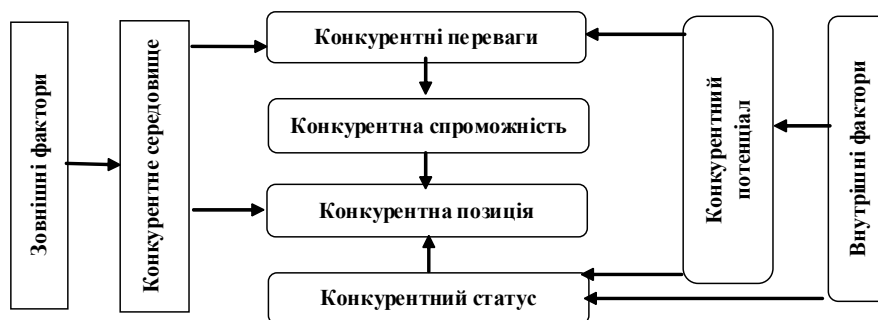 Зовнішні фактори
Конкурентне середовище
Конкурентні переваги
Конкурентна спроможність
Конкурентна позиція
Конкурентний статус
Конкурентний
потенціал
Внутрішні фактори